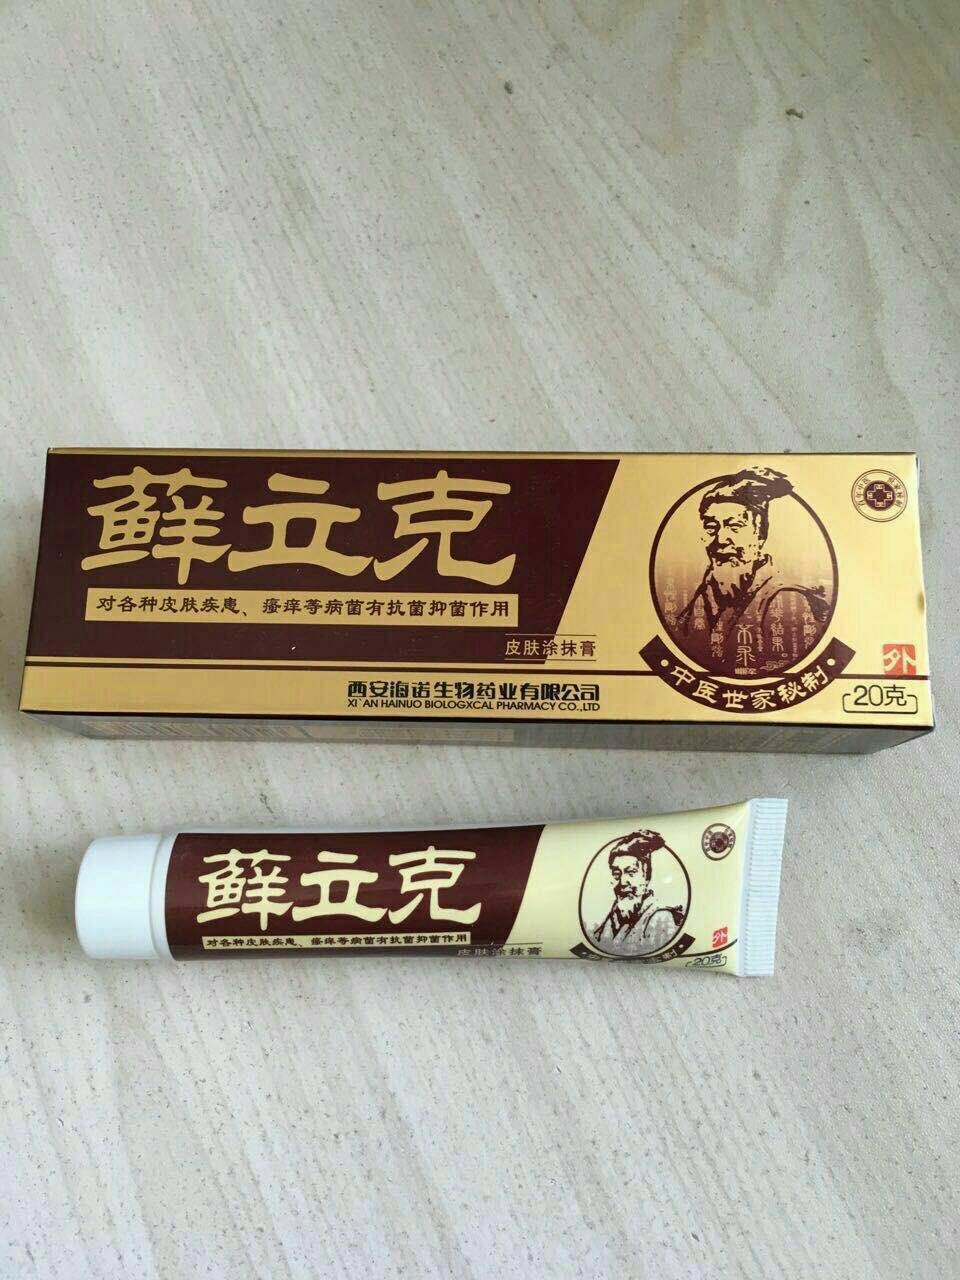 藓立克
对各种皮肤疾患、瘙痒等病菌有抗菌抑菌作用
皮肤涂抹膏
西安海诺生物药业有限公司
XI`AN HAINUO BIOLOGXCAL PHARMACY CO.,LTD
·中医世家秘制·
外
20克
藓立克
对各种皮肤疾患、瘙痒等病菌有抗菌抑菌作用
皮肤涂抹膏
外
20克